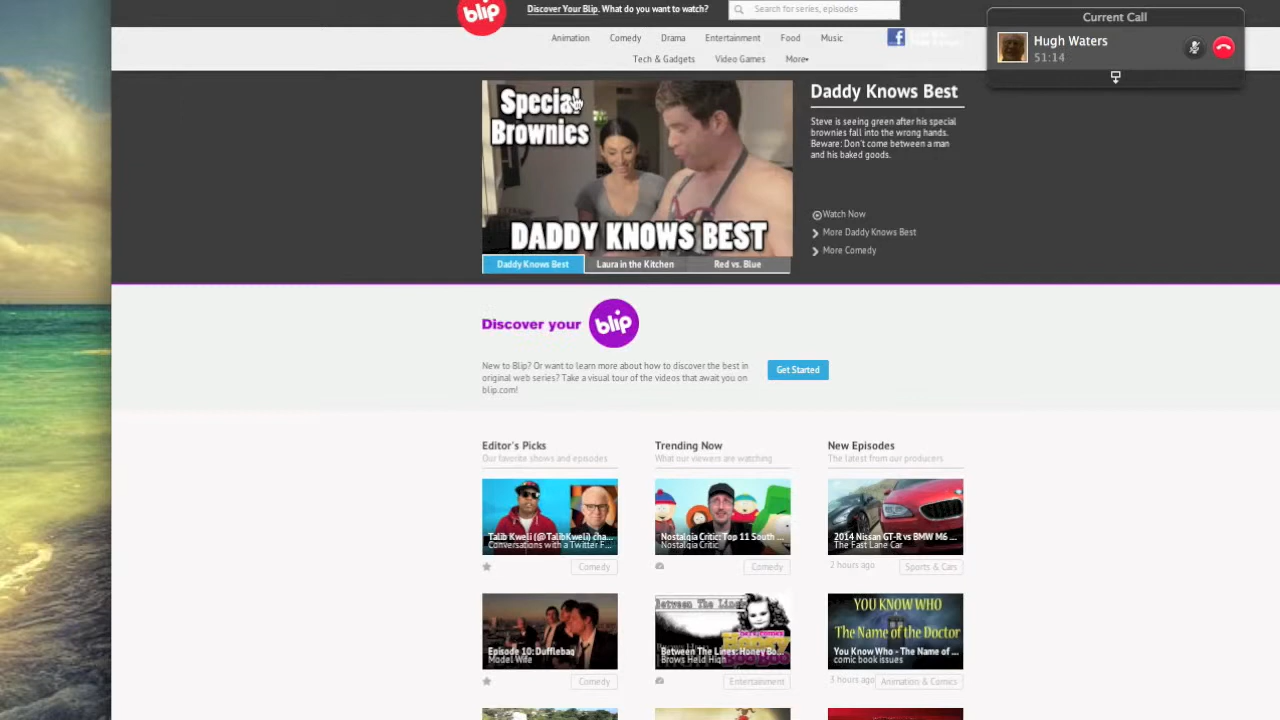 blip
Discover Your Blip. What do you want to watch?
Search for series, episodes
Animation
Comedy
Drama
Entertainment
Food
Music
Tech & Gadgets
Video Games
More
Current Call
Hugh Waters
51:14
Special
Brownies
DADDY KNOWS BEST
Daddy Knows Best
Laura in the Kitchen
Red vs. Blue
Daddy Knows Best
Steve is seeing green after his special
brownies fall into the wrong hands.
Beware: Don't come between a man
and his baked goods.
Watch Now
More Daddy Knows Best
More Comedy
Discover your blip
New to Blip? Or want to learn more about how to discover the best in
original web series? Take a visual tour of the videos that await you on
blip.com!
Get Started
Editor's Picks
Our favorite shows and episodes
Talib Kweli (@TalibKweli) cha...
Conversations with a Twitter F...
Comedy
Episode 10: Dufflebag
Model Wife
Comedy
Trending Now
What our viewers are watching
Nostalgia Critic: Top 11 South ...
Nostalgia Critic
Comedy
Between The Lines
Between The Lines: Honey Bo...
Brows Held High
Entertainment
New Episodes
The latest from our producers
2014 Nissan GT-R vs BMW M6 ...
The Fast Lane Car
2 hours ago
Sports & Cars
YOU KNOW WHO
The Name of the Doctor
You Know Who - The Name of ...
comic book issues
3 hours ago
Animation & Comics